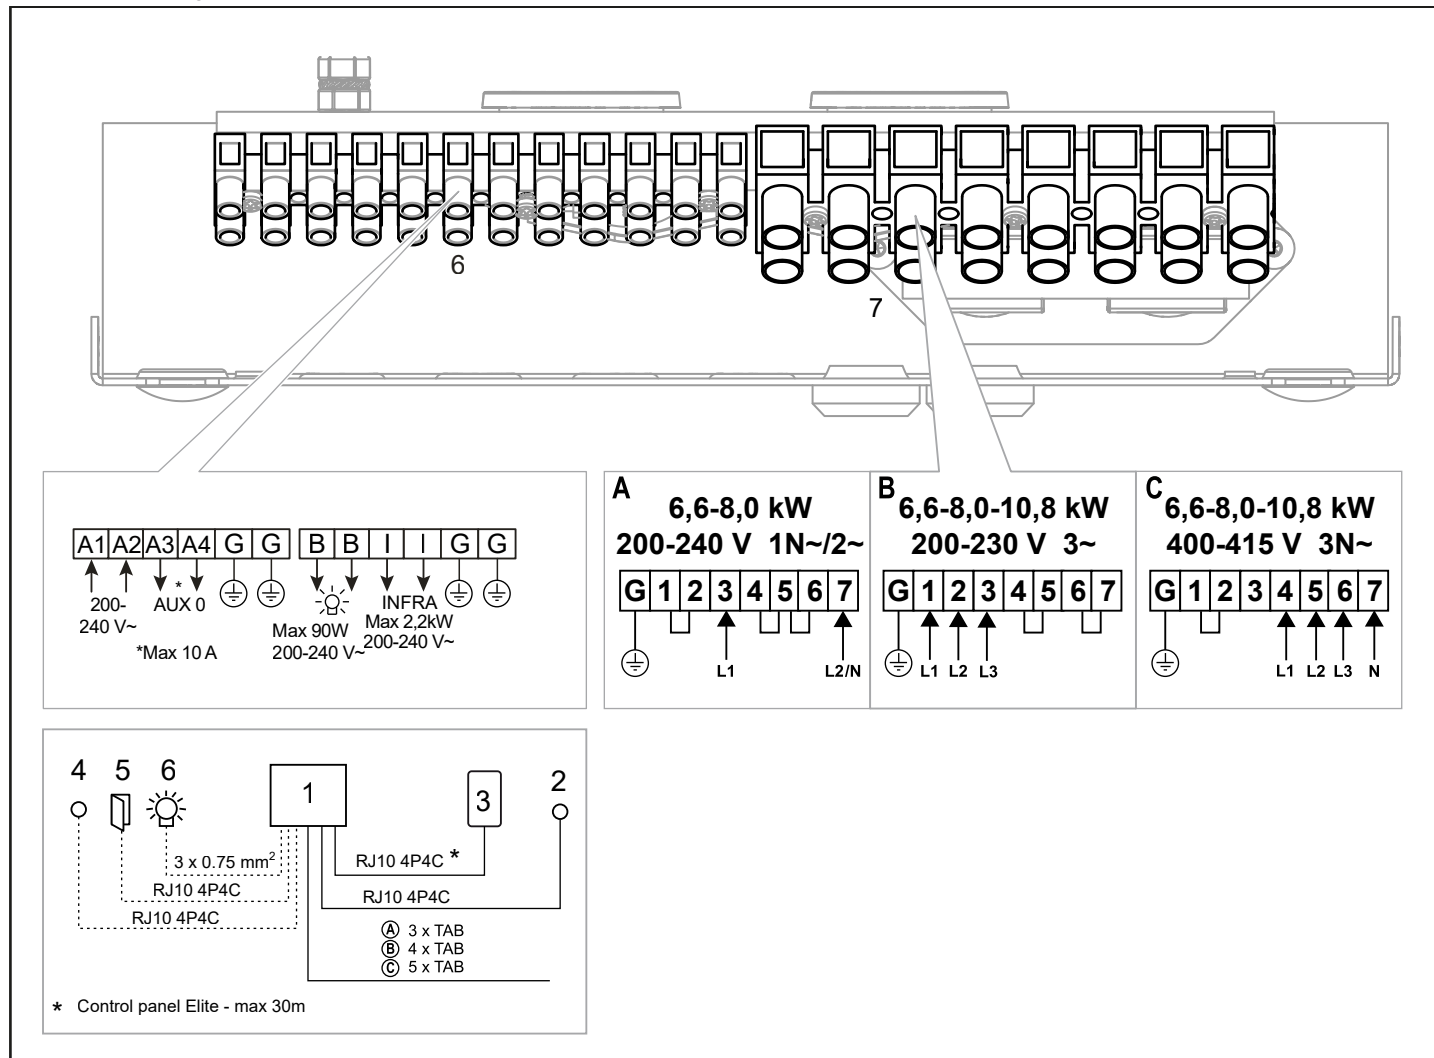 6
7
A1 A2 A3 A4 G G B B I I G G
200-
240 V~
*
AUX 0
*Max 10 A
Max 90W
200-240 V~
INFRA
Max 2,2kW
200-240 V~
A
6,6-8,0 kW
200-240 V 1N~/2~
G 1 2 3 4 5 6 7
L1 L2/N
B
6,6-8,0-10,8 kW
200-230 V 3~
G 1 2 3 4 5 6 7
L1 L2 L3
C
6,6-8,0-10,8 kW
400-415 V 3N~
G 1 2 3 4 5 6 7
L1 L2 L3 N
4 5 6 1 3 2
3 x 0.75 mm²
RJ10 4P4C *
RJ10 4P4C
RJ10 4P4C
RJ10 4P4C
A 3 x TAB
B 4 x TAB
C 5 x TAB
* Control panel Elite - max 30m